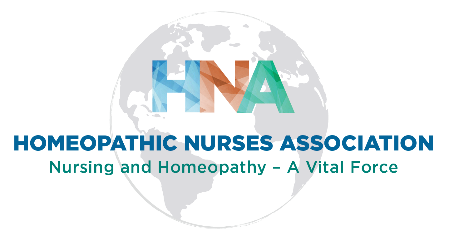 HNA
HOMEOPATHIC NURSES ASSOCIATION
Nursing and Homeopathy – A Vital Force